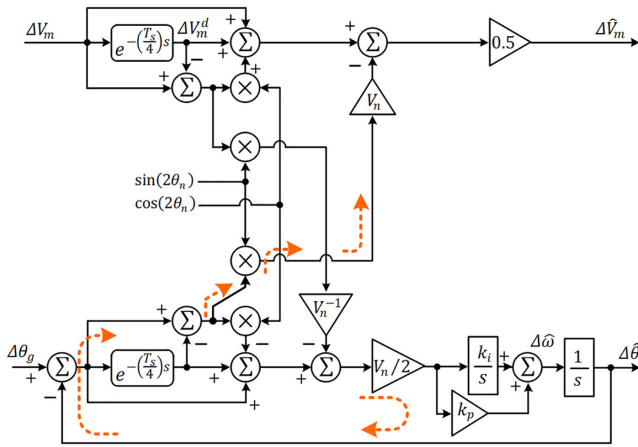 ΔV_m
e^{-(T_s/4)s}
ΔV_m^d
+
+
+
Σ
+
−
Σ
0.5
ΔV̂_m
−
+
Σ
+
×
V_n
×
sin(2θ_n)
cos(2θ_n)
×
V_n^{-1}
+
Σ
−
×
−
−
−
Δθ_g
+
Σ
−
e^{-(T_s/4)s}
+
Σ
+
+
Σ
V_n/2
k_i/s
k_p
+
+
Σ
Δω̂
1/s
Δθ̂